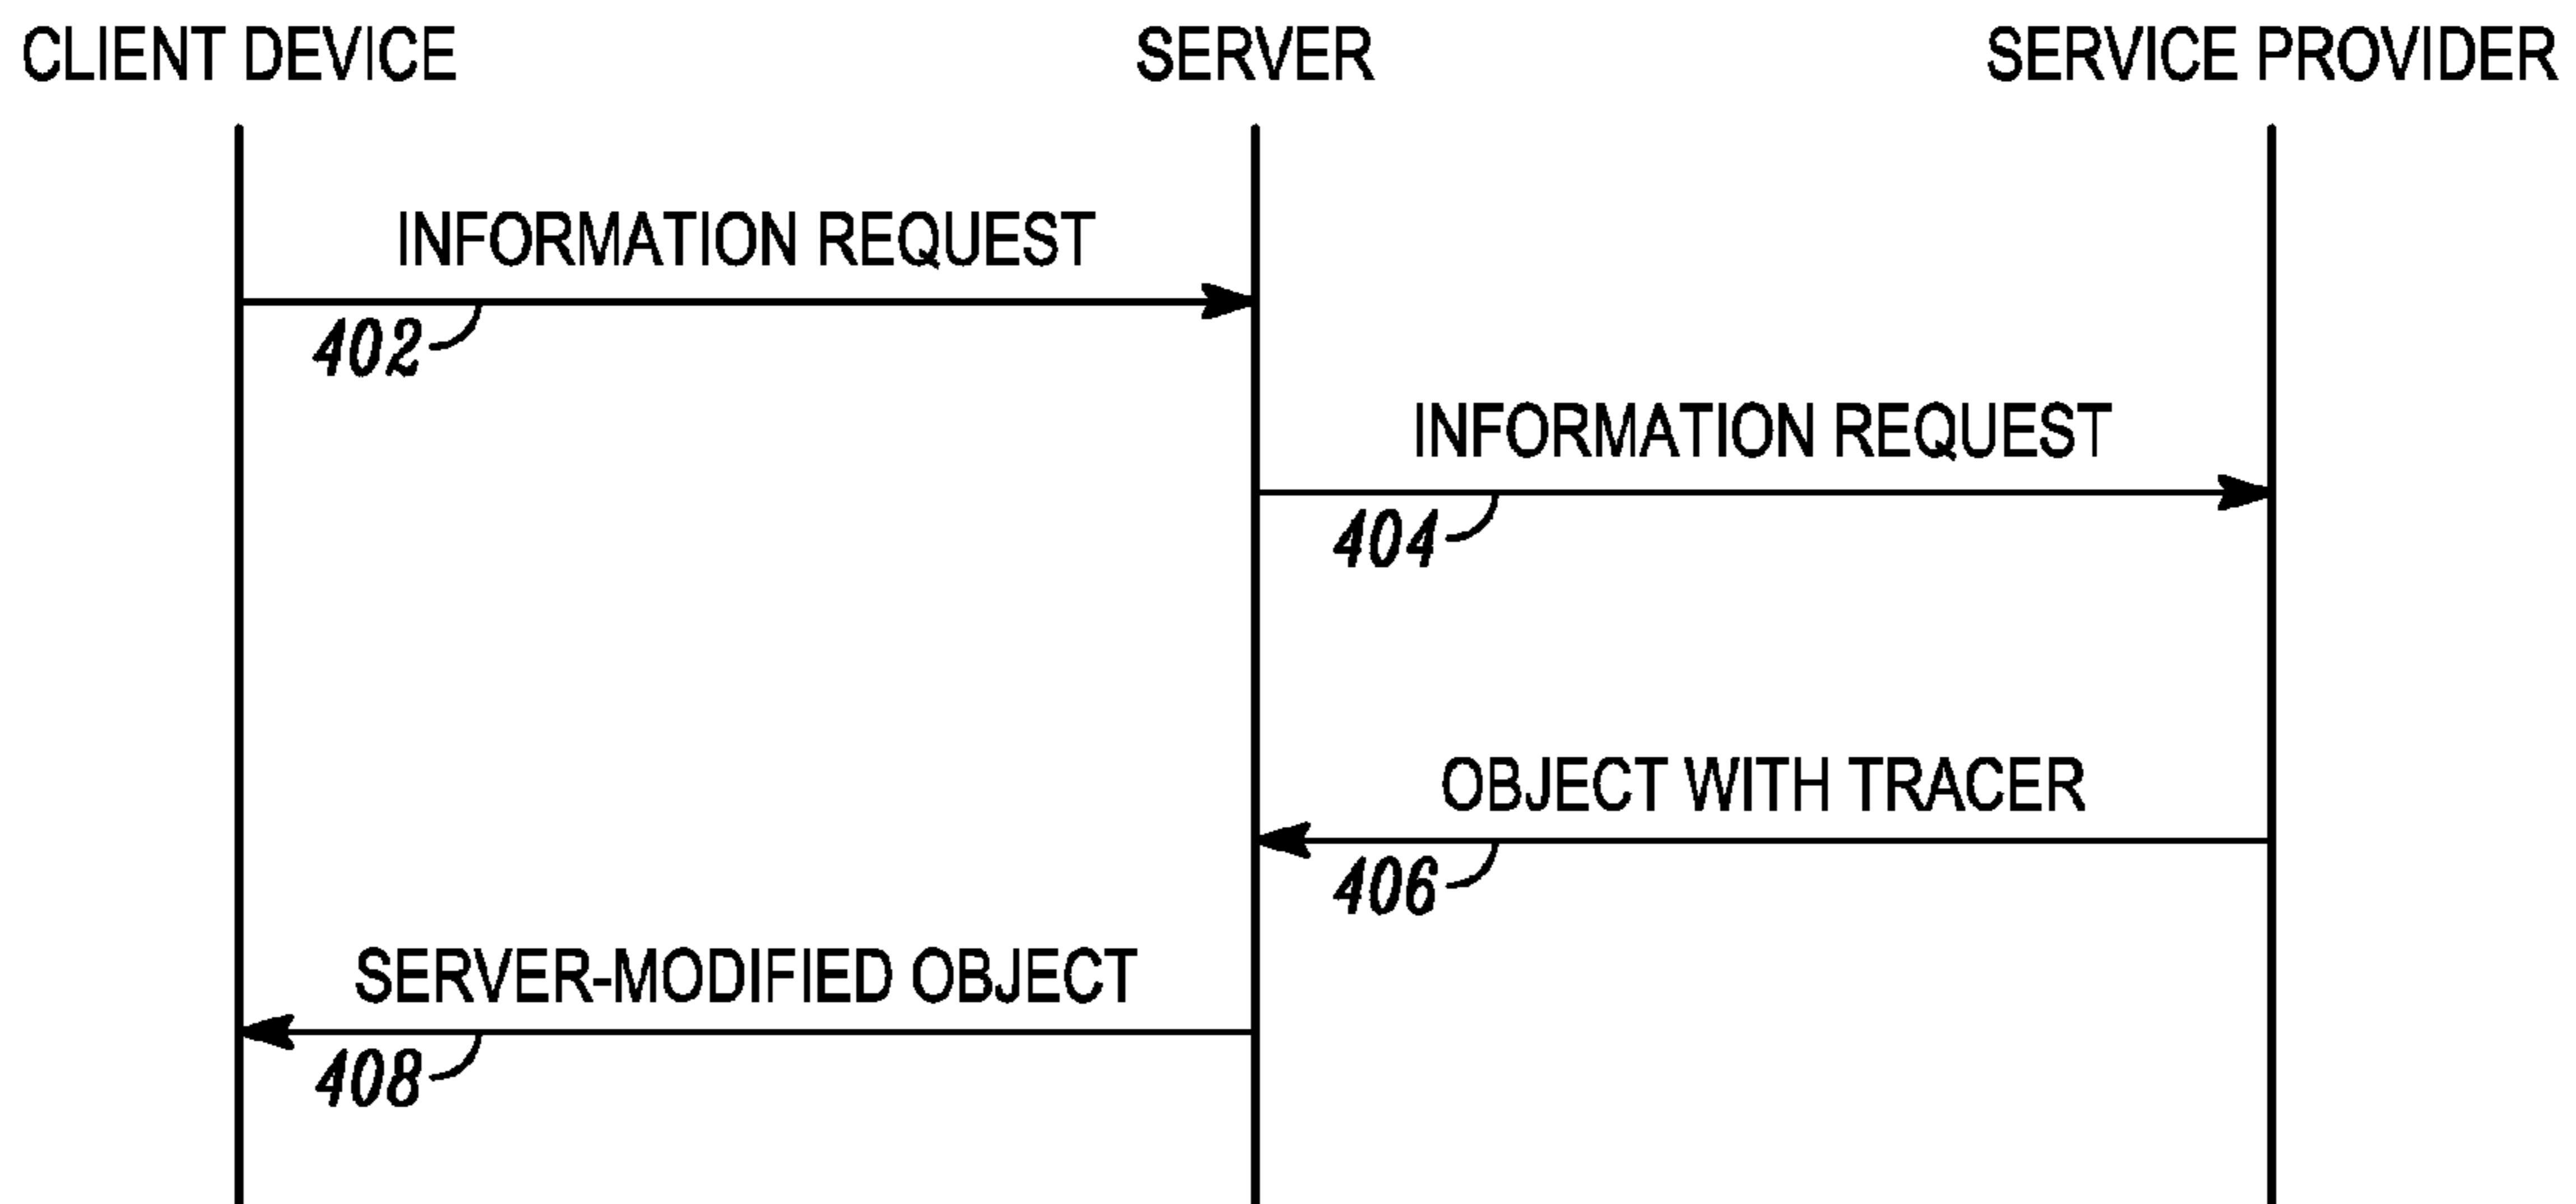 CLIENT DEVICE SERVER SERVICE PROVIDER
INFORMATION REQUEST
402
INFORMATION REQUEST
404
OBJECT WITH TRACER
406
SERVER-MODIFIED OBJECT
408